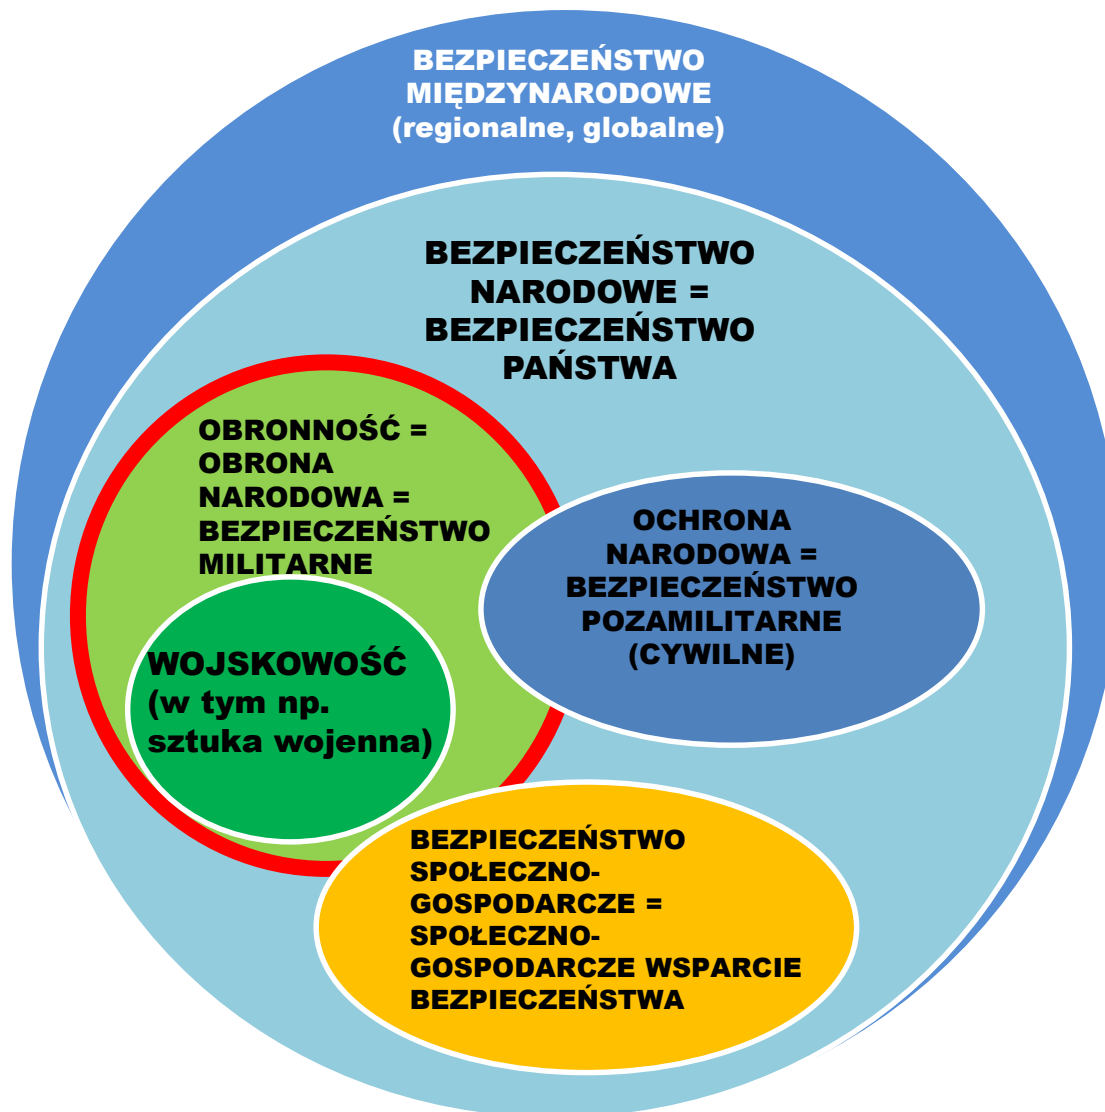 BEZPIECZEŃSTWO
MIĘDZYNARODOWE
(regionalne, globalne)
BEZPIECZEŃSTWO
NARODOWE =
BEZPIECZEŃSTWO
PAŃSTWA
OBRONNOŚĆ =
OBRONA
NARODOWA =
BEZPIECZEŃSTWO
MILITARNE
OCHRONA
NARODOWA =
BEZPIECZEŃSTWO
POZAMILITARNE
(CYWILNE)
WOJSKOWOŚĆ
(w tym np.
sztuka wojenna)
BEZPIECZEŃSTWO
SPOŁECZNO-
GOSPODARCZE =
SPOŁECZNO-
GOSPODARCZE WSPARCIE
BEZPIECZEŃSTWA